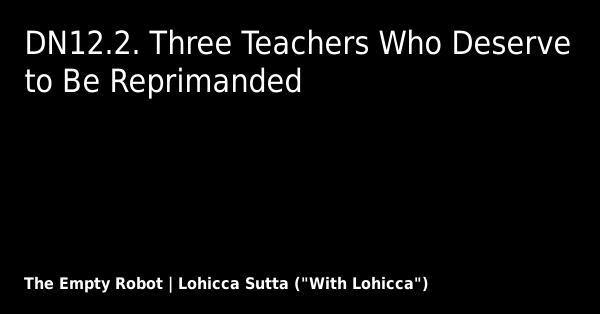 DN12.2. Three Teachers Who Deserve
to Be Reprimanded
The Empty Robot | Lohicca Sutta ("With Lohicca")